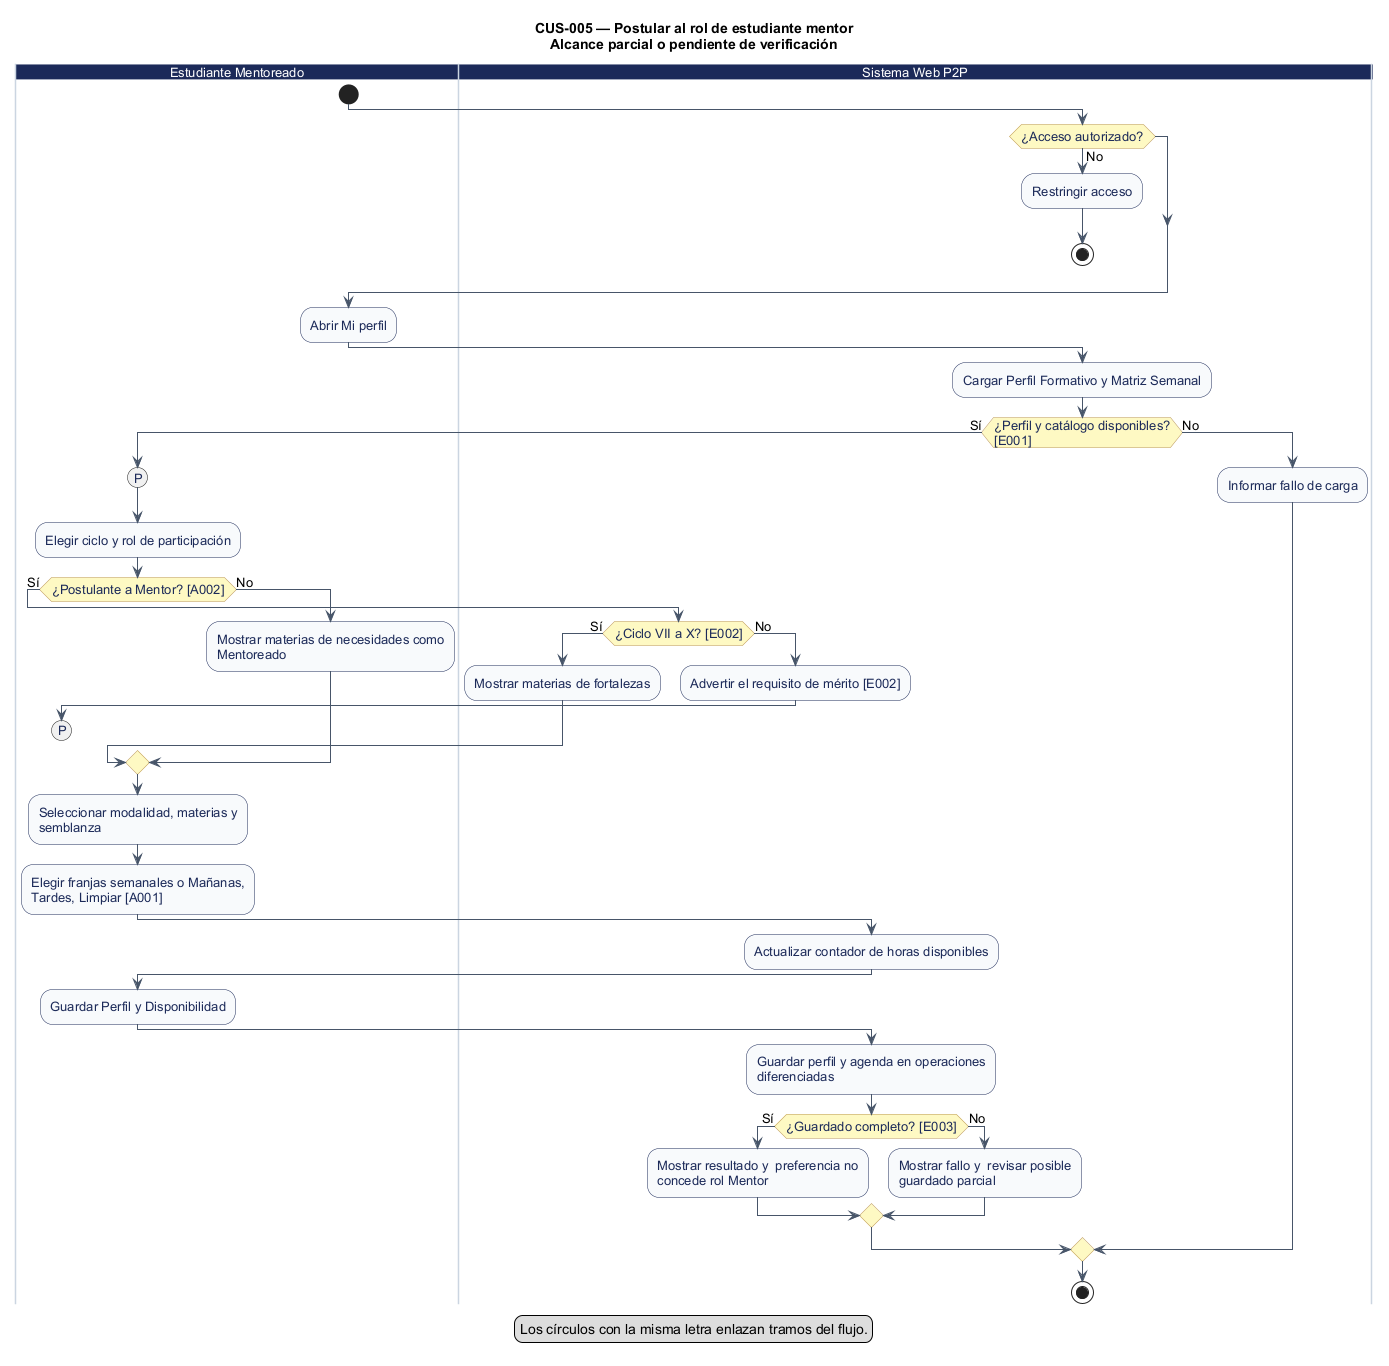 CUS-005 — Postular al rol de estudiante mentor
Alcance parcial o pendiente de verificación
Estudiante Mentoreado
Sistema Web P2P
¿Acceso autorizado?
No
Restringir acceso
Abrir Mi perfil
Cargar Perfil Formativo y Matriz Semanal
Sí
¿Perfil y catálogo disponibles?
[E001]
No
P
Informar fallo de carga
Elegir ciclo y rol de participación
Sí
¿Postulante a Mentor? [A002]
No
Mostrar materias de necesidades como
Mentoreado
Sí
¿Ciclo VII a X? [E002]
No
Mostrar materias de fortalezas
Advertir el requisito de mérito [E002]
P
Seleccionar modalidad, materias y
semblanza
Elegir franjas semanales o Mañanas,
Tardes, Limpiar [A001]
Actualizar contador de horas disponibles
Guardar Perfil y Disponibilidad
Guardar perfil y agenda en operaciones
diferenciadas
Sí
¿Guardado completo? [E003]
No
Mostrar resultado y  preferencia no
concede rol Mentor
Mostrar fallo y  revisar posible
guardado parcial
Los círculos con la misma letra enlazan tramos del flujo.